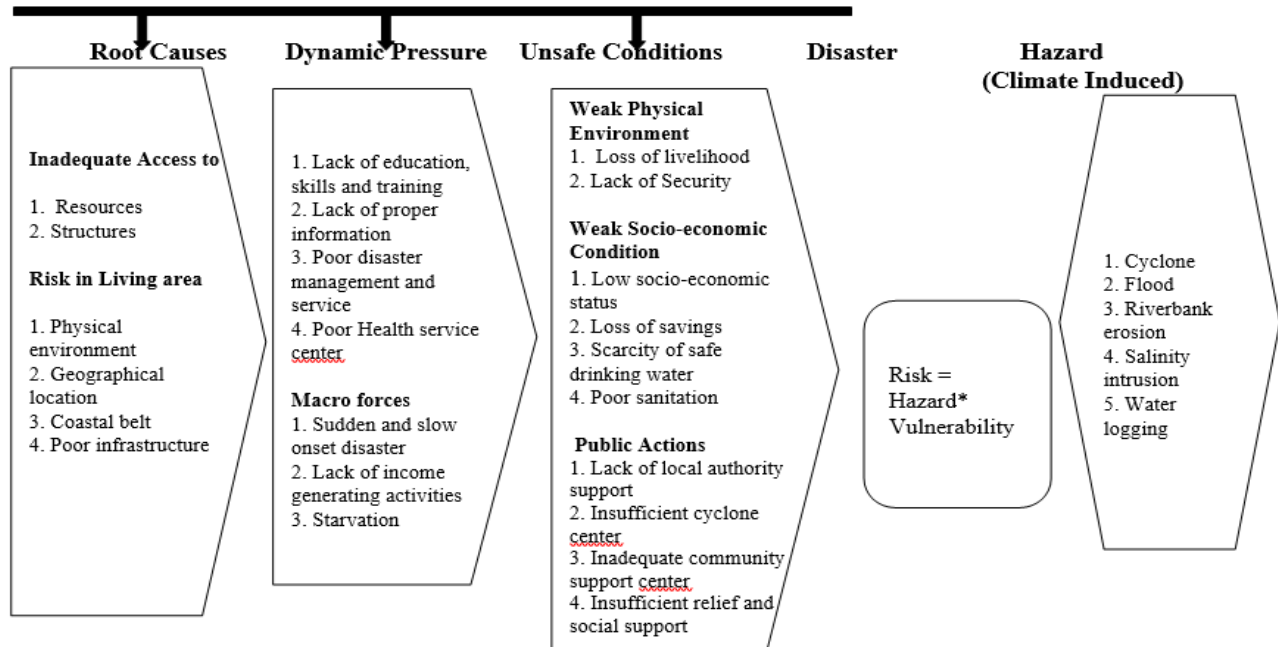 Root Causes
Dynamic Pressure
Unsafe Conditions
Disaster
Hazard
(Climate Induced)
Inadequate Access to
1. Resources
2. Structures
Risk in Living area
1. Physical
environment
2. Geographical
location
3. Coastal belt
4. Poor infrastructure
1. Lack of education,
skills and training
2. Lack of proper
information
3. Poor disaster
management and
service
4. Poor Health service
center
Macro forces
1. Sudden and slow
onset disaster
2. Lack of income
generating activities
3. Starvation
Weak Physical
Environment
1. Loss of livelihood
2. Lack of Security
Weak Socio-economic
Condition
1. Low socio-economic
status
2. Loss of savings
3. Scarcity of safe
drinking water
4. Poor sanitation
Public Actions
1. Lack of local authority
support
2. Insufficient cyclone
center
3. Inadequate community
support center
4. Insufficient relief and
social support
Risk =
Hazard*
Vulnerability
1. Cyclone
2. Flood
3. Riverbank
erosion
4. Salinity
intrusion
5. Water
logging